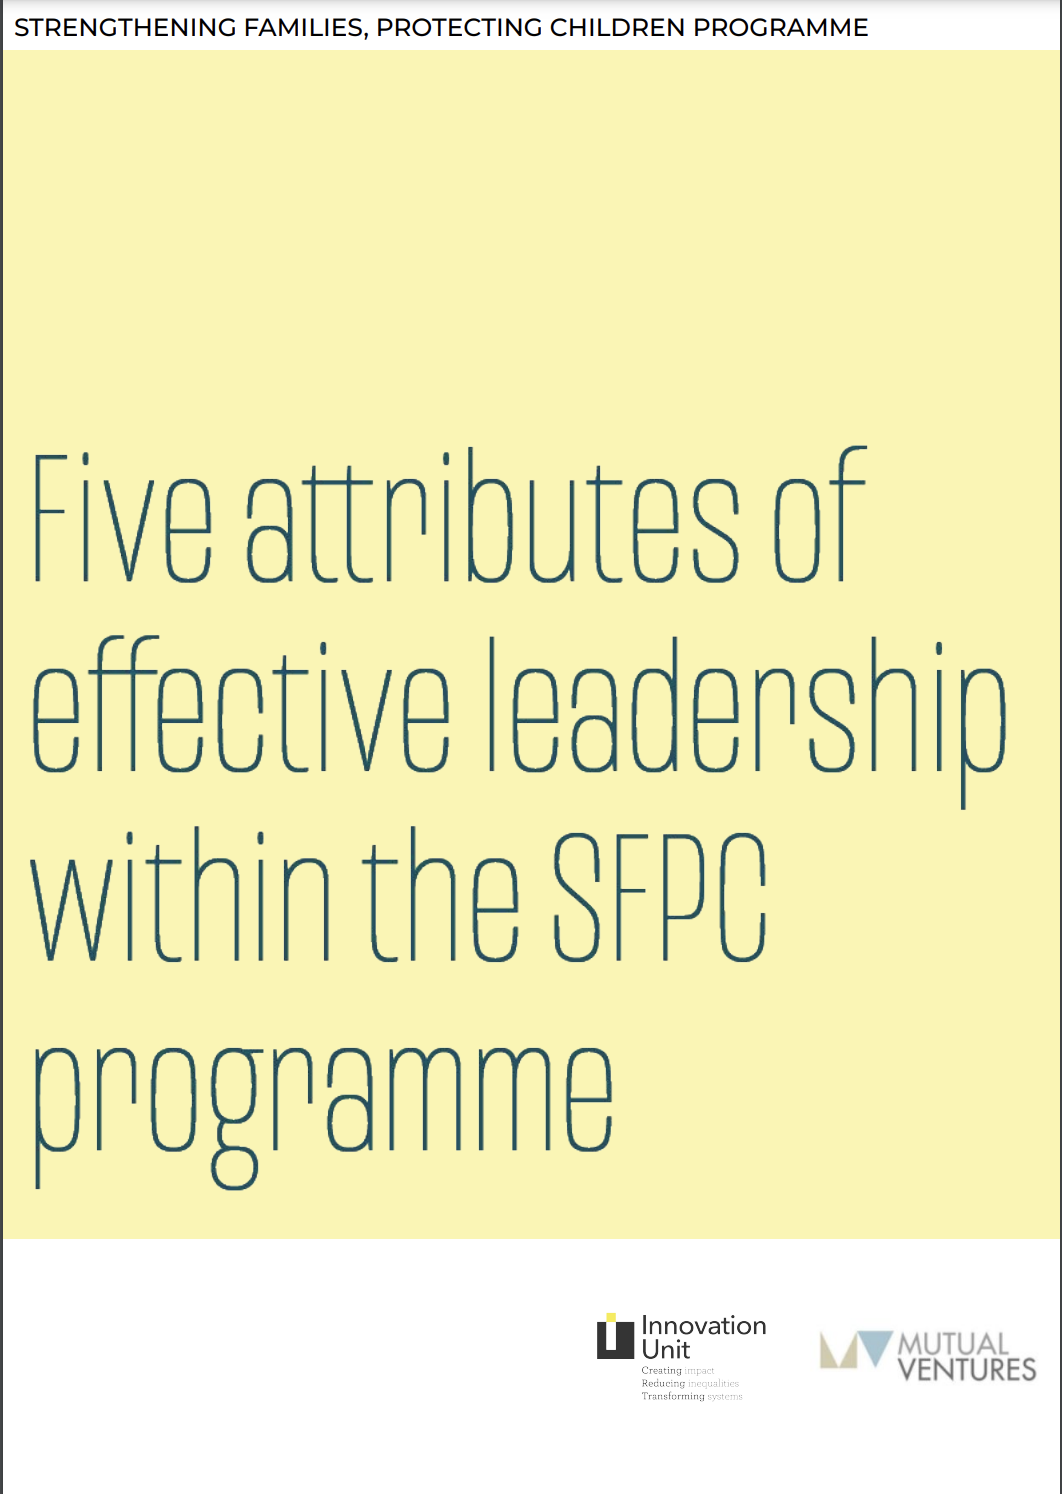 STRENGTHENING FAMILIES, PROTECTING CHILDREN PROGRAMME
Five attributes of
effective leadership
within the SFPC
programme
Innovation
Unit
Creating impact
Reducing inequalities
Transforming systems
MUTUAL
VENTURES